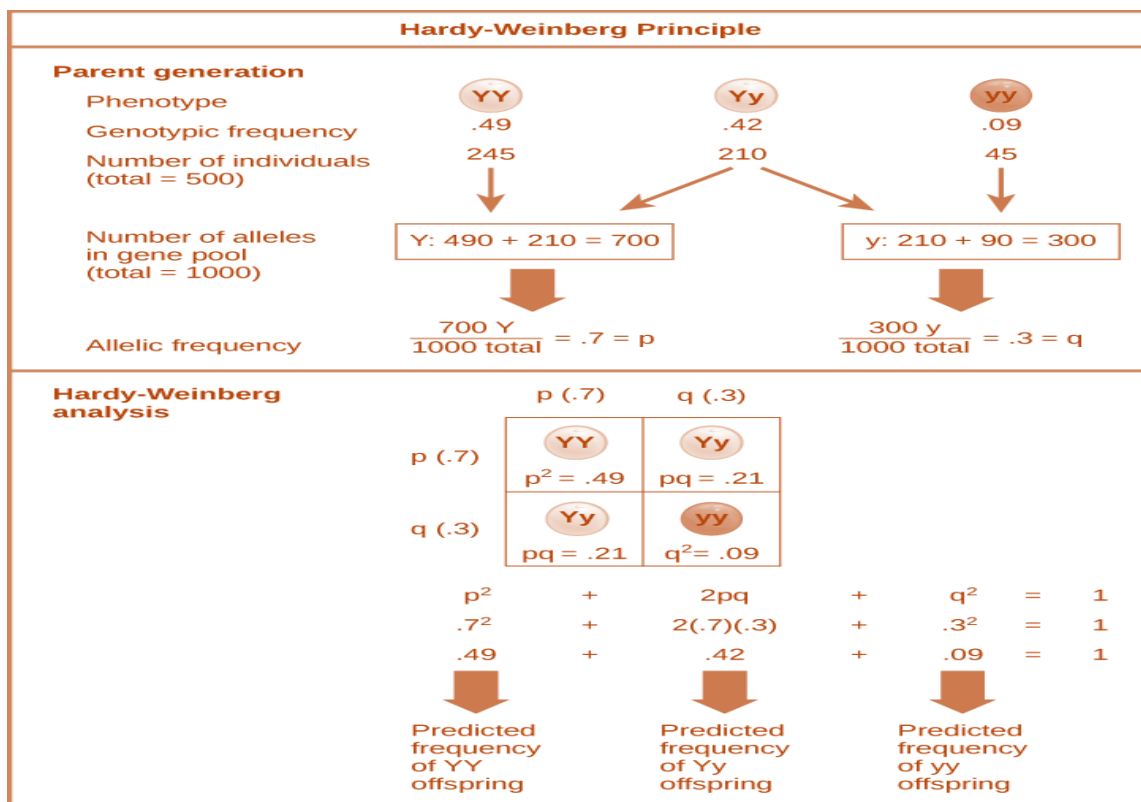 Hardy-Weinberg Principle
Parent generation
Phenotype YY Yy yy
Genotypic frequency .49 .42 .09
Number of individuals 245 210 45
(total = 500)
Number of alleles
in gene pool
(total = 1000)
Y: 490 + 210 = 700 y: 210 + 90 = 300
Allelic frequency
700 Y
1000 total
= .7 = p
300 y
1000 total
= .3 = q
Hardy-Weinberg
analysis
p (.7) q (.3)
p (.7)
YY Yy
p² = .49 pq = .21
q (.3)
Yy yy
pq = .21 q²= .09
p² + 2pq + q² = 1
.7² + 2(.7)(.3) + .3² = 1
.49 + .42 + .09 = 1
Predicted
frequency
of YY
offspring
Predicted
frequency
of Yy
offspring
Predicted
frequency
of yy
offspring